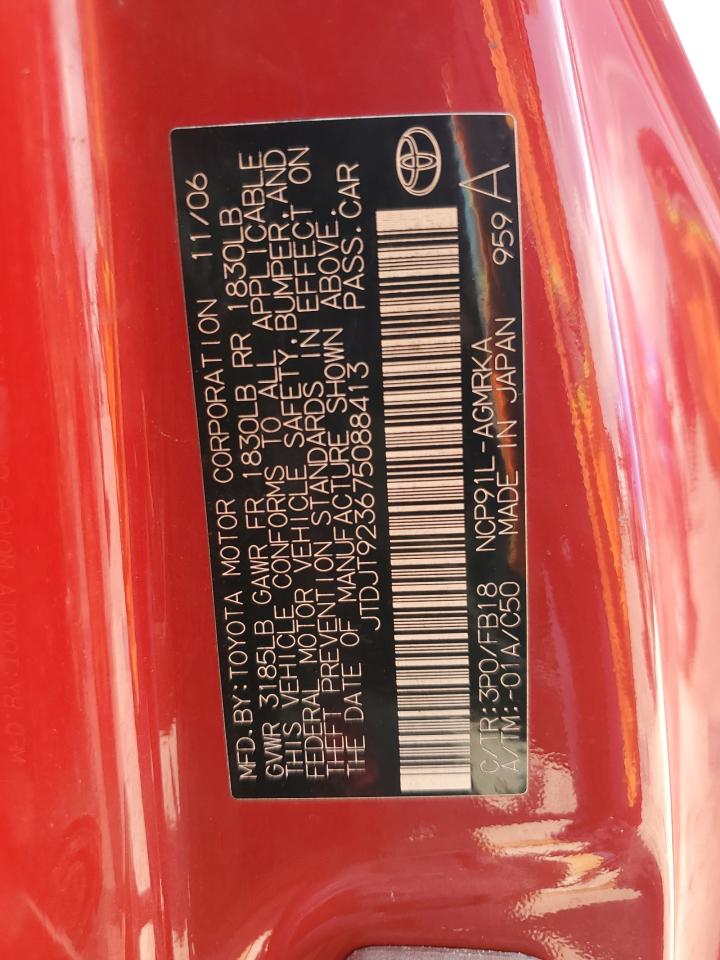 MFD.BY:TOYOTA MOTOR CORPORATION 11/06
GVWR 3185LB GAWR FR 1830LB RR 1830LB
THIS VEHICLE CONFORMS TO ALL APPLICABLE
FEDERAL MOTOR VEHICLE SAFETY,BUMPER,AND
THEFT PREVENTION STANDARDS IN EFFECT ON
THE DATE OF MANUFACTURE SHOWN ABOVE.
JTDJT923675088413 PASS.CAR
C/TR:3P0/FB18 NCP91L-AGMRKA
A/TM:-01A/C50 MADE IN JAPAN 959 A